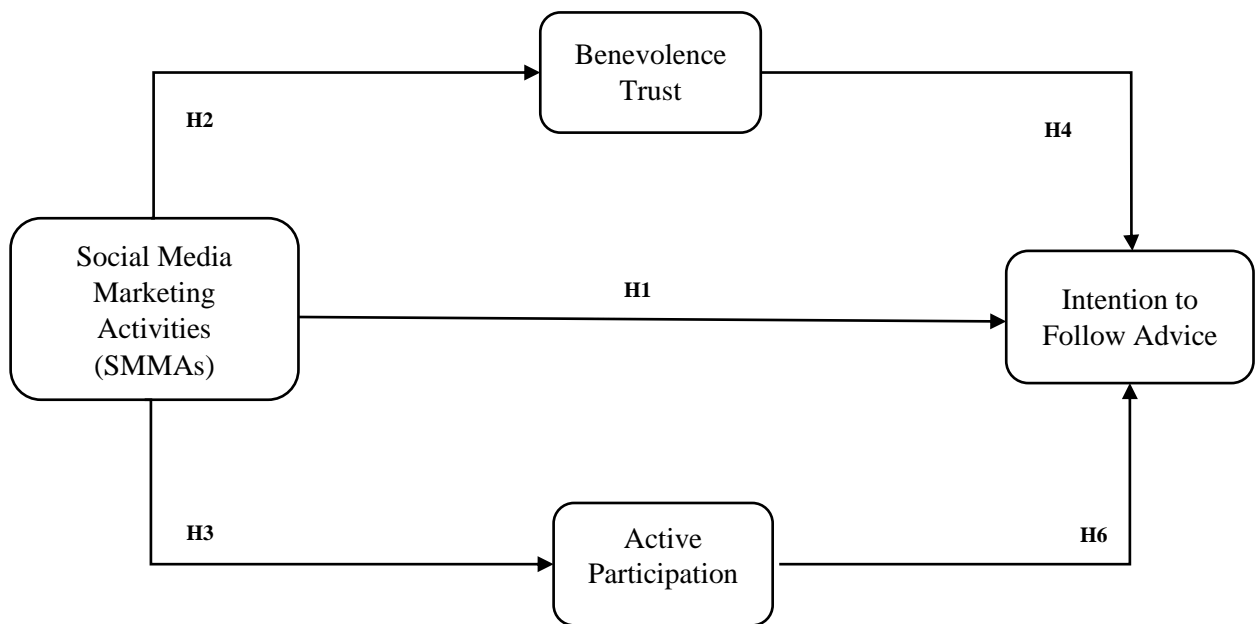 Benevolence
Trust
H2
H4
Social Media
Marketing
Activities
(SMMAs)
H1
Intention to
Follow Advice
H3
Active
Participation
H6